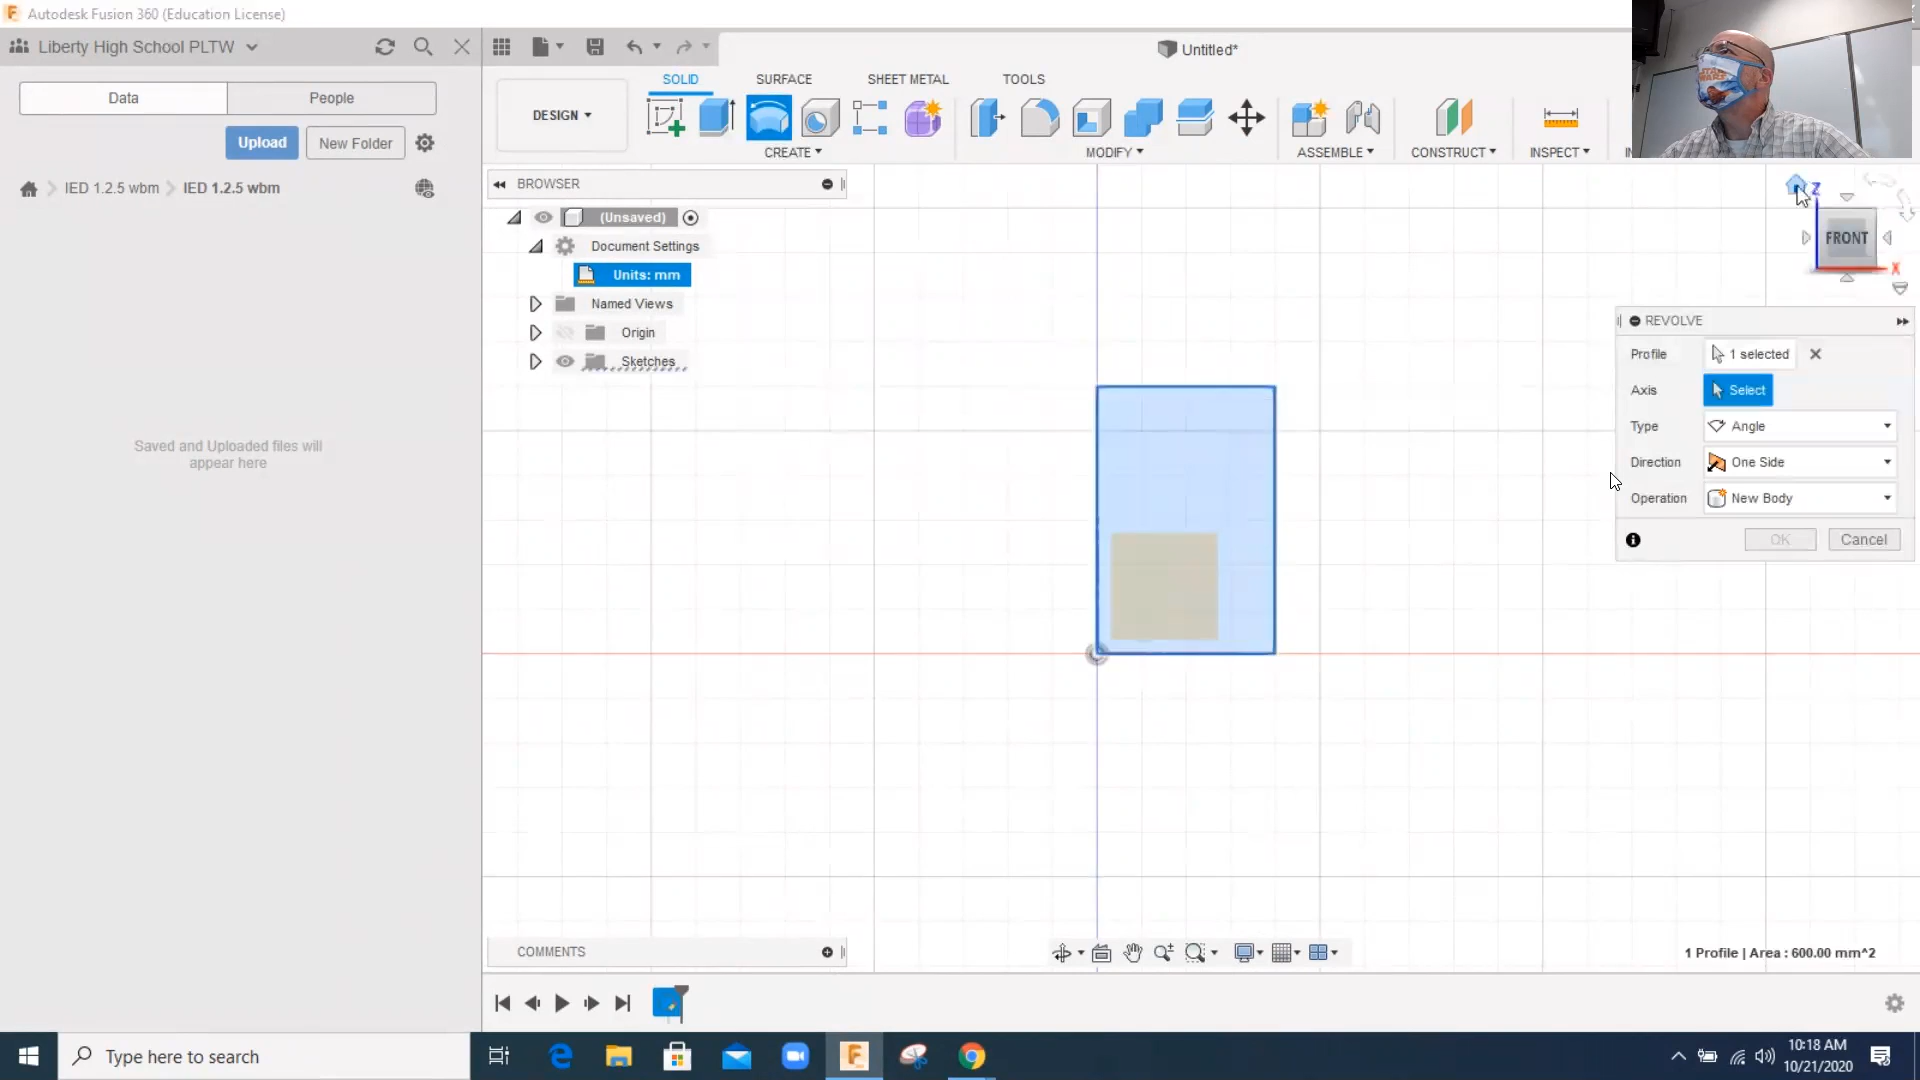 Autodesk Fusion 360 (Education License)
Liberty High School PLTW
Untitled*
Data
People
Upload
New Folder
IED 1.2.5 wbm
IED 1.2.5 wbm
Saved and Uploaded files will
appear here
DESIGN
SOLID
SURFACE
SHEET METAL
TOOLS
CREATE
MODIFY
ASSEMBLE
CONSTRUCT
INSPECT
BROWSER
(Unsaved)
Document Settings
Units: mm
Named Views
Origin
Sketches
Z
FRONT
X
REVOLVE
Profile
1 selected
Axis
Select
Type
Angle
Direction
One Side
Operation
New Body
OK
Cancel
COMMENTS
1 Profile | Area : 600.00 mm^2
Type here to search
10:18 AM
10/21/2020